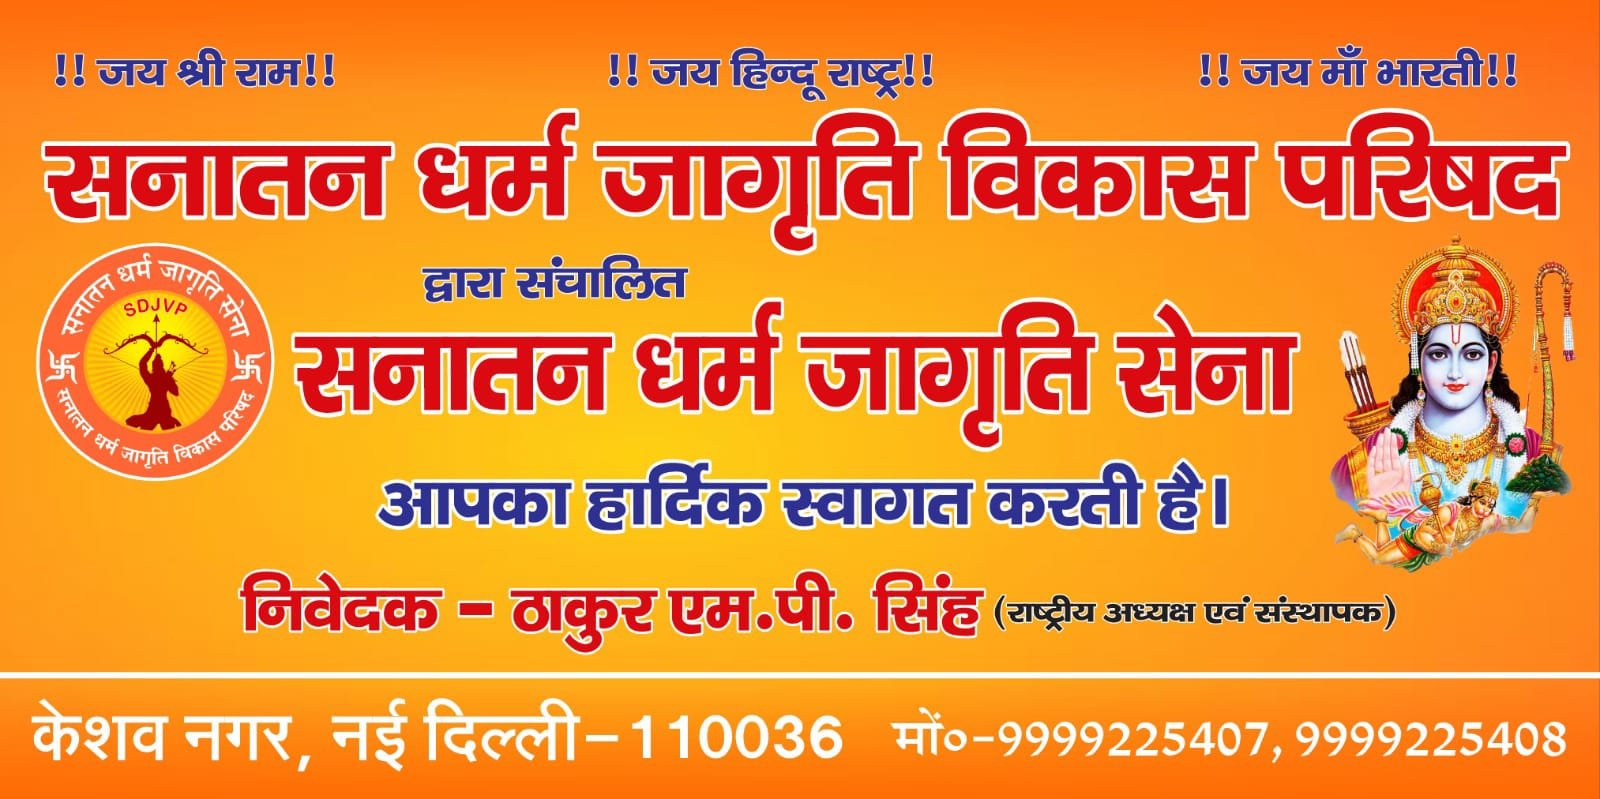 !! जय श्री राम!! !! जय हिन्दू राष्ट्र!! !! जय माँ भारती!!
सनातन धर्म जागृति विकास परिषद
द्वारा संचालित
सनातन धर्म जागृति सेना
SDJVP
सनातन धर्म जागृति विकास परिषद
सनातन धर्म जागृति सेना
आपका हार्दिक स्वागत करती है।
निवेदक - ठाकुर एम.पी. सिंह (राष्ट्रीय अध्यक्ष एवं संस्थापक)
केशव नगर, नई दिल्ली-110036 मों०-9999225407, 9999225408